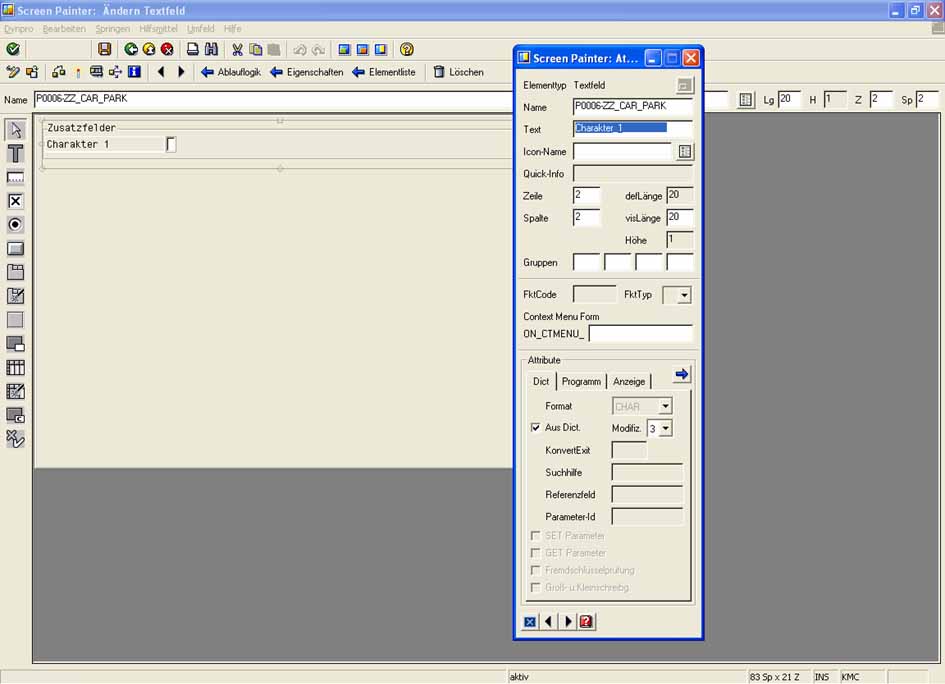 Screen Painter: Ändern Textfeld
Dynpro Bearbeiten Springen Hilfsmittel Umfeld Hilfe
Ablauflogik Eigenschaften Elementliste Löschen
Name P0006-ZZ_CAR_PARK Lg 20 H 1 Z 2 Sp 2
Zusatzfelder
Charakter 1
Screen Painter: At...
Elementtyp Textfeld
Name P0006-ZZ_CAR_PARK
Text Charakter_1
Icon-Name
Quick-Info
Zeile 2 defLänge 20
Spalte 2 visLänge 20
Höhe 1
Gruppen
FktCode FktTyp
Context Menu Form
ON_CTMENU_
Attribute
Dict Programm Anzeige
Format CHAR
Aus Dict. Modifiz. 3
KonvertExit
Suchhilfe
Referenzfeld
Parameter-Id
SET Parameter
GET Parameter
Fremdschlüsselprüfung
Groß- u.Kleinschreibg.
aktiv 83 Sp x 21 Z INS KMC